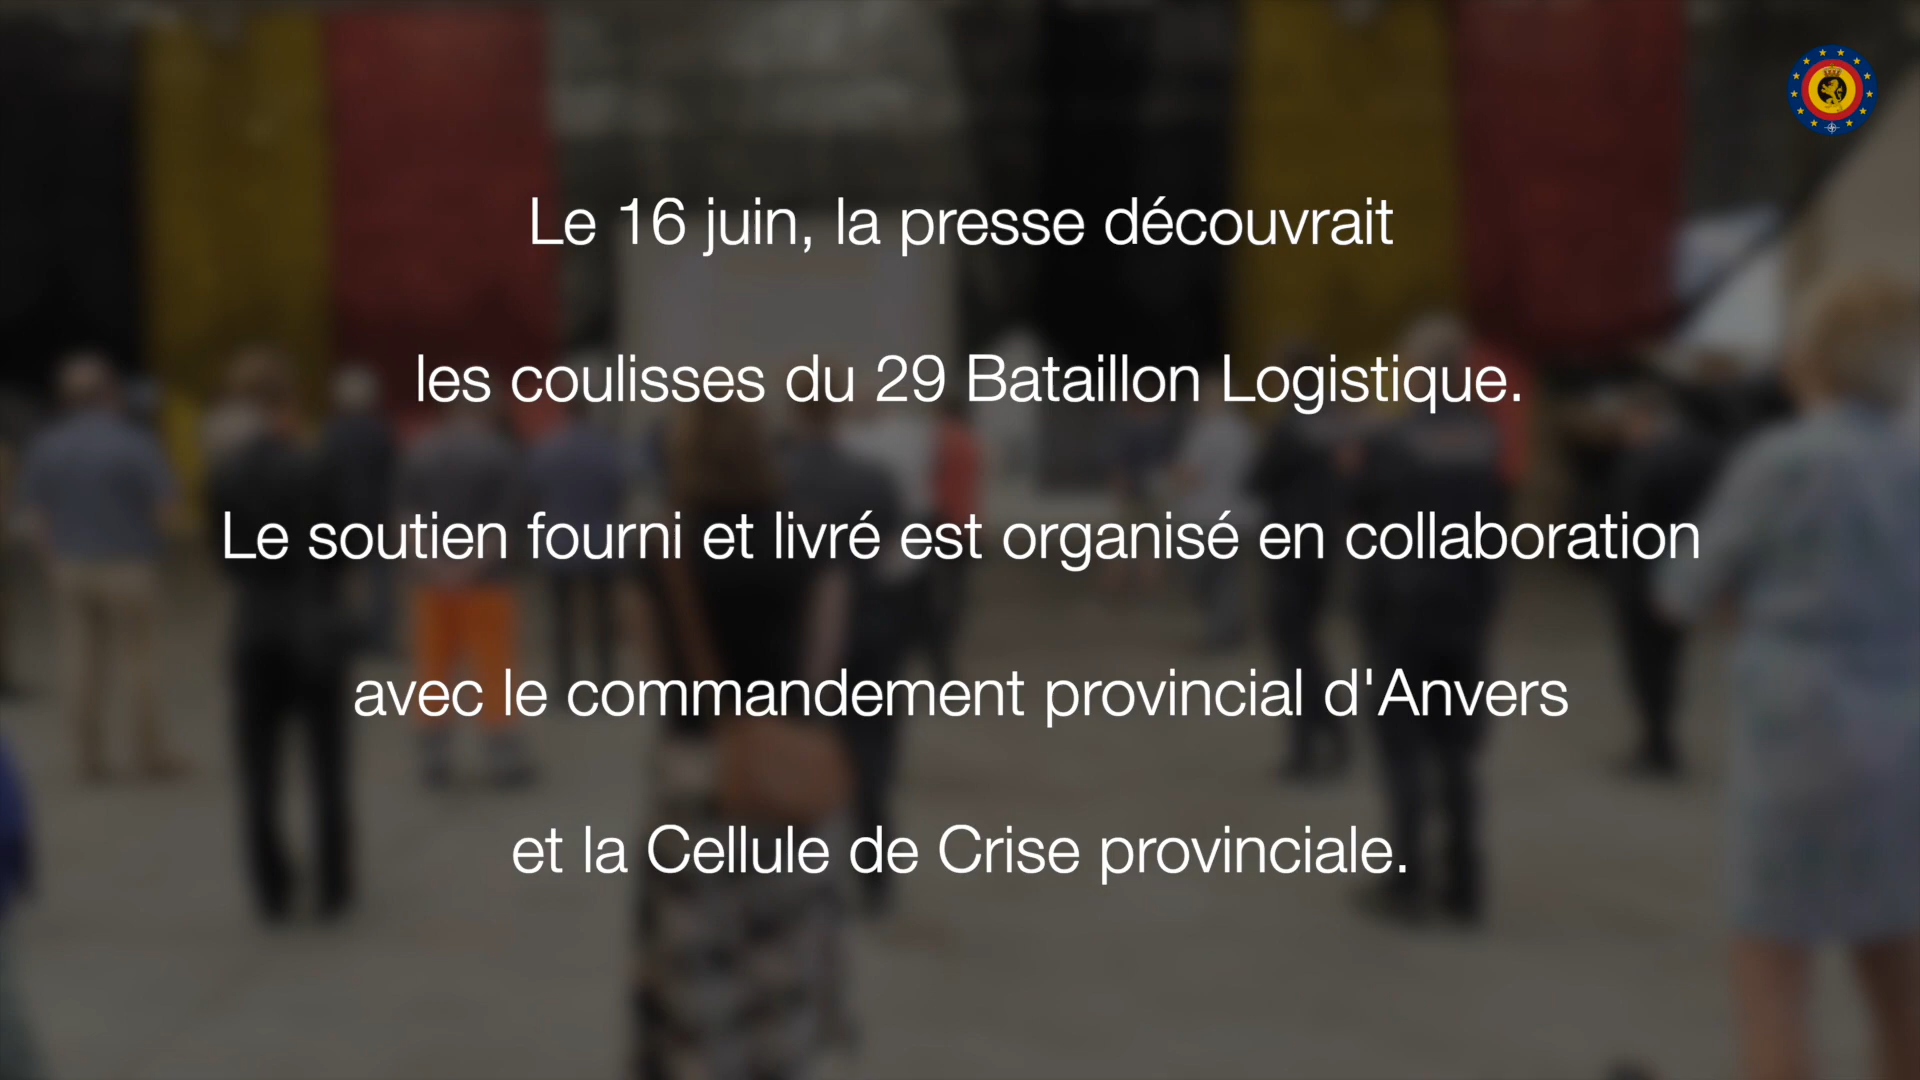 Le 16 juin, la presse découvrait
les coulisses du 29 Bataillon Logistique.
Le soutien fourni et livré est organisé en collaboration
avec le commandement provincial d'Anvers
et la Cellule de Crise provinciale.